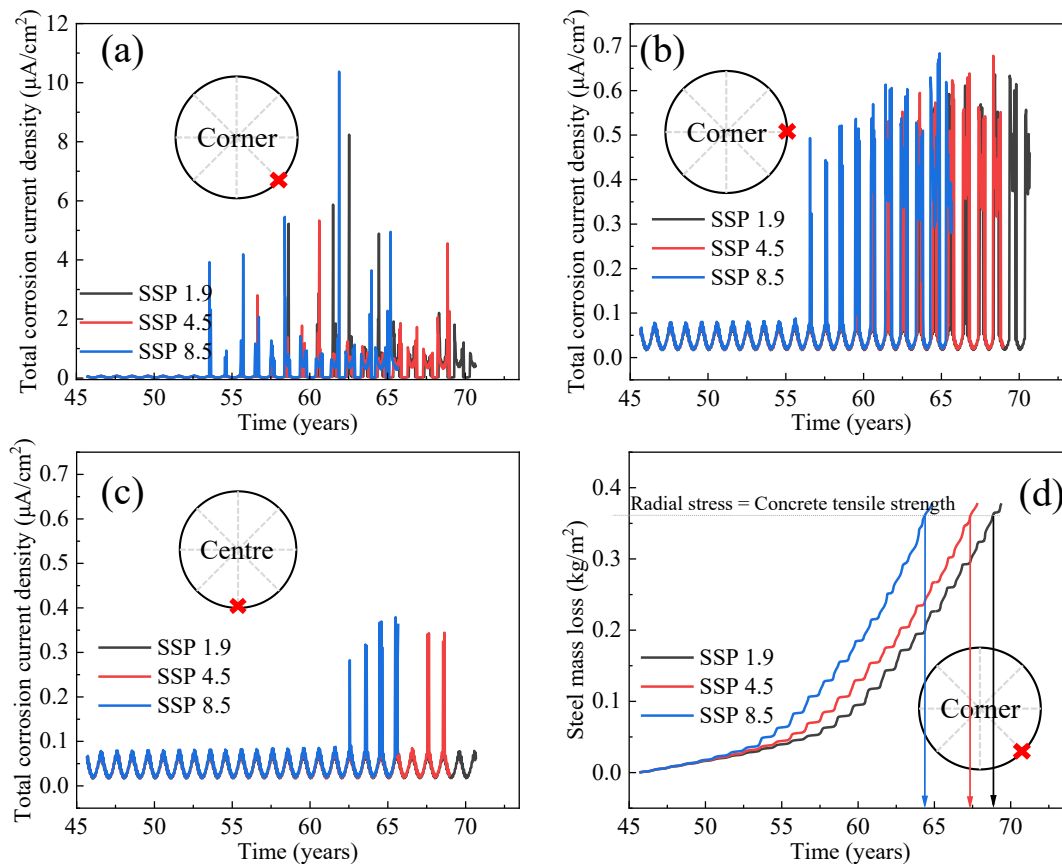 (a)
Total corrosion current density (µA/cm²)
12
10
8
6
4
2
0
Corner
SSP 1.9
SSP 4.5
SSP 8.5
45 50 55 60 65 70
Time (years)
(b)
Total corrosion current density (µA/cm²)
0.7
0.6
0.5
0.4
0.3
0.2
0.1
0.0
Corner
SSP 1.9
SSP 4.5
SSP 8.5
45 50 55 60 65 70
Time (years)
(c)
Total corrosion current density (µA/cm²)
0.7
0.6
0.5
0.4
0.3
0.2
0.1
0.0
Centre
SSP 1.9
SSP 4.5
SSP 8.5
45 50 55 60 65 70
Time (years)
(d)
Steel mass loss (kg/m²)
0.4
0.3
0.2
0.1
0.0
Radial stress = Concrete tensile strength
SSP 1.9
SSP 4.5
SSP 8.5
Corner
45 50 55 60 65 70
Time (years)